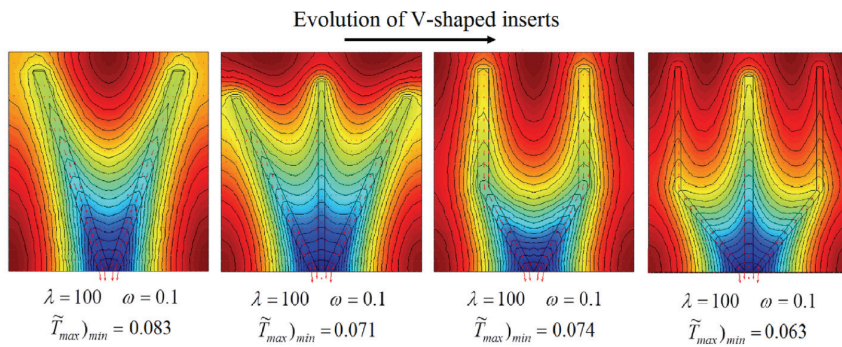 Evolution of V-shaped inserts
λ = 100 ω = 0.1
T̃max)min = 0.083
λ = 100 ω = 0.1
T̃max)min = 0.071
λ = 100 ω = 0.1
T̃max)min = 0.074
λ = 100 ω = 0.1
T̃max)min = 0.063